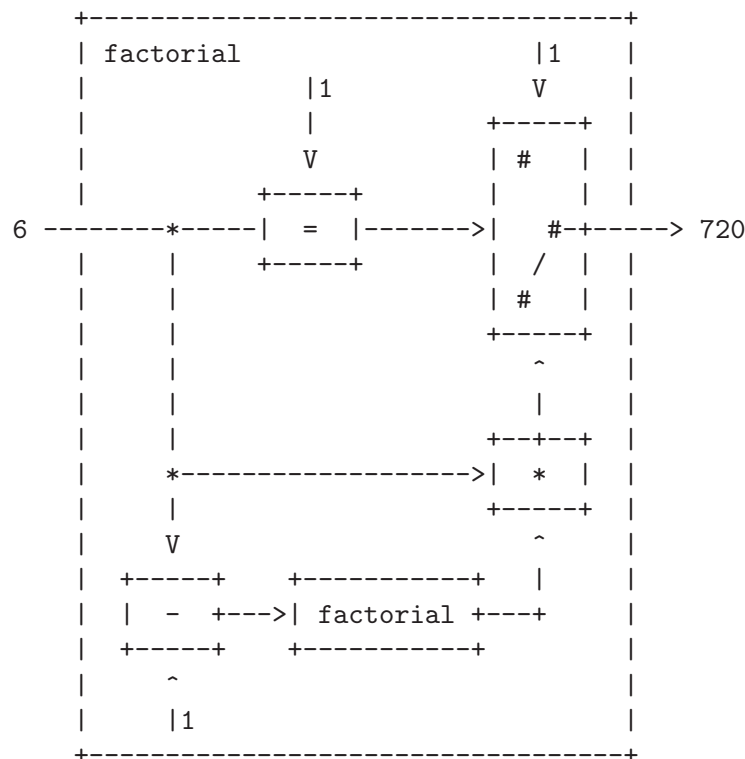 +-----------------------------------+
     | factorial                   |1    |
     |              |1             V     |
     |              |           +-----+  |
     |              V           | #   |  |
     |           +-----+        |     |  |
6 --------*-----|  =  |------->|   #-+-----> 720
     |     |     +-----+        |  /  |  |
     |     |                    | #   |  |
     |     |                    +-----+  |
     |     |                       ^     |
     |     |                       |     |
     |     |                    +--+--+  |
     |     *------------------->|  *  |  |
     |     |                    +-----+  |
     |     V                       ^     |
     |  +-----+    +-----------+   |     |
     |  |  -  +--->| factorial +---+     |
     |  +-----+    +-----------+         |
     |     ^                             |
     |     |1                            |
     +-----------------------------------+